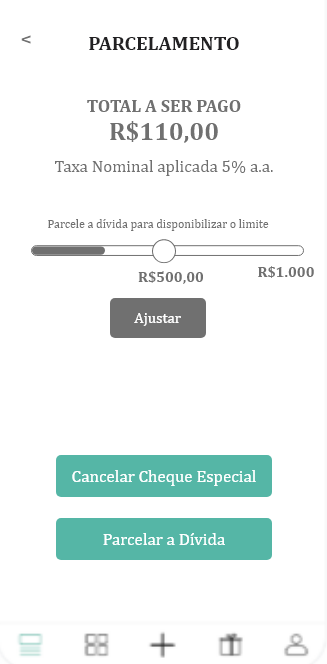 <
PARCELAMENTO
TOTAL A SER PAGO
R$110,00
Taxa Nominal aplicada 5% a.a.
Parcele a dívida para disponibilizar o limite
R$500,00
R$1.000
Ajustar
Cancelar Cheque Especial
Parcelar a Dívida